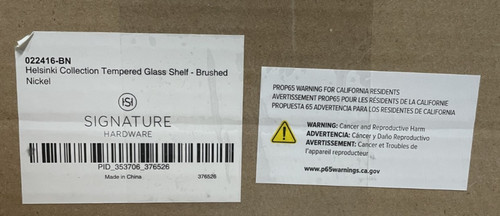 022416-BN
Helsinki Collection Tempered Glass Shelf - Brushed
Nickel
SIGNATURE
HARDWARE
PID_353706_376526
Made in China 376526
PROP65 WARNING FOR CALIFORNIA RESIDENTS
AVERTISSEMENT PROP65 POUR LES RÉSIDENTS DE LA CALIFORNIE
PROPUESTA 65 ADVERTENCIA PARA LOS RESIDENTES DE CALIFORNIA
WARNING: Cancer and Reproductive Harm
ADVERTENCIA: Cáncer y Daño Reproductivo
AVERTISSEMENT: Cancer et Troubles de
l'appareil reproducteur
www.p65warnings.ca.gov